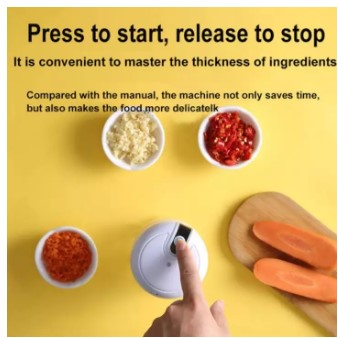 Press to start, release to stop
It is convenient to master the thickness of ingredients
Compared with the manual, the machine not only saves time,
but also makes the food more delicatelk